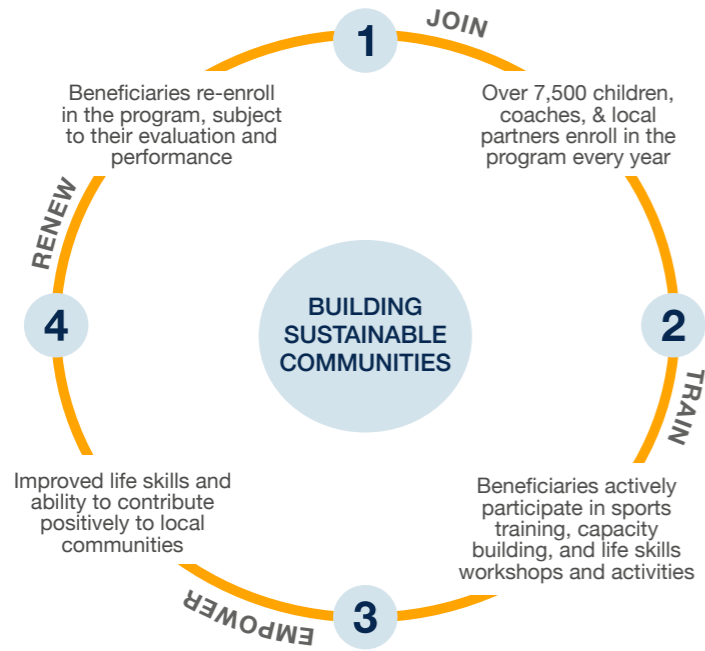 1
JOIN
Over 7,500 children,
coaches, & local
partners enroll in the
program every year
2
TRAIN
Beneficiaries actively
participate in sports
training, capacity
building, and life skills
workshops and activities
3
EMPOWER
Improved life skills and
ability to contribute
positively to local
communities
4
RENEW
Beneficiaries re-enroll
in the program, subject
to their evaluation and
performance
BUILDING
SUSTAINABLE
COMMUNITIES